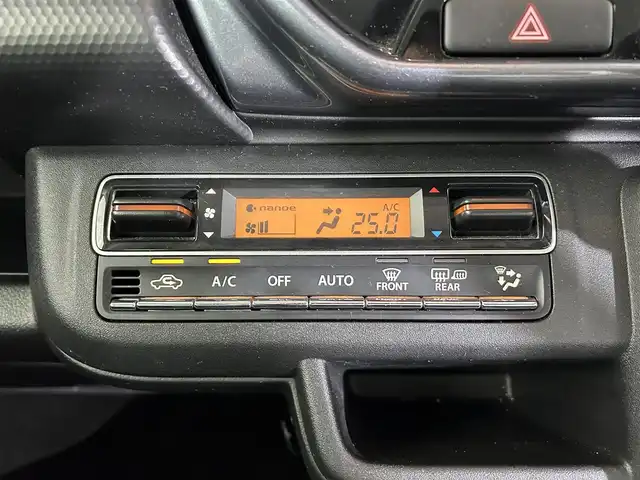 nanoe
A/C
25.0
A/C
OFF
AUTO
FRONT
REAR